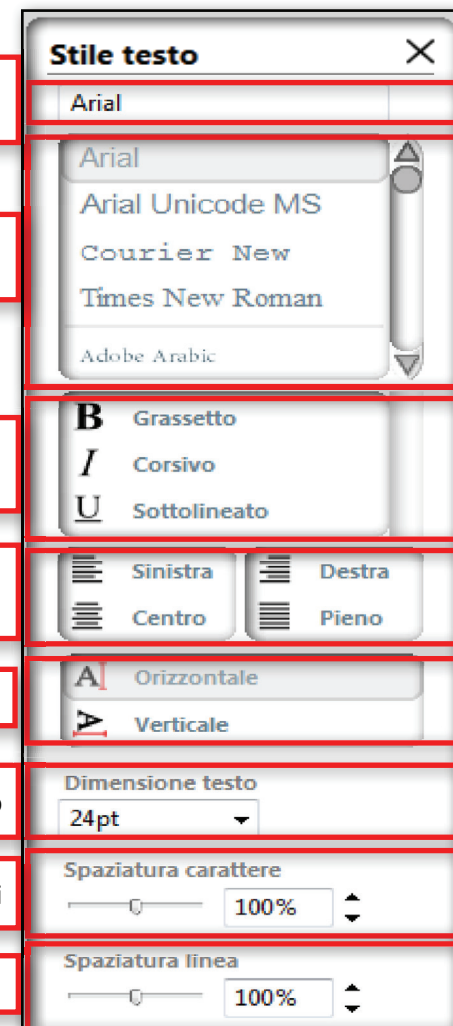 Stile testo
Arial
Arial
Arial Unicode MS
Courier New
Times New Roman
Adobe Arabic
B Grassetto
I Corsivo
U Sottolineato
Sinistra Destra
Centro Pieno
A Orizzontale
A Verticale
Dimensione testo
24pt
Spaziatura carattere
100%
Spaziatura linea
100%